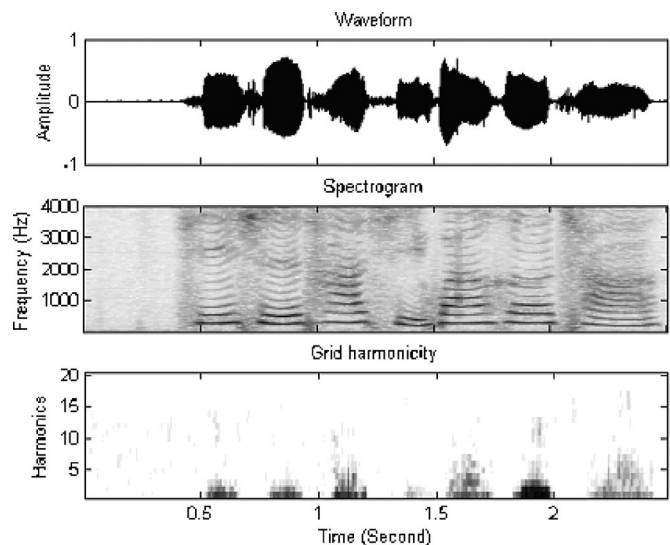 Waveform
1
0
-1
Amplitude
Spectrogram
4000
3000
2000
1000
Frequency (Hz)
Grid harmonicity
20
15
10
5
Harmonics
0.5 1 1.5 2
Time (Second)